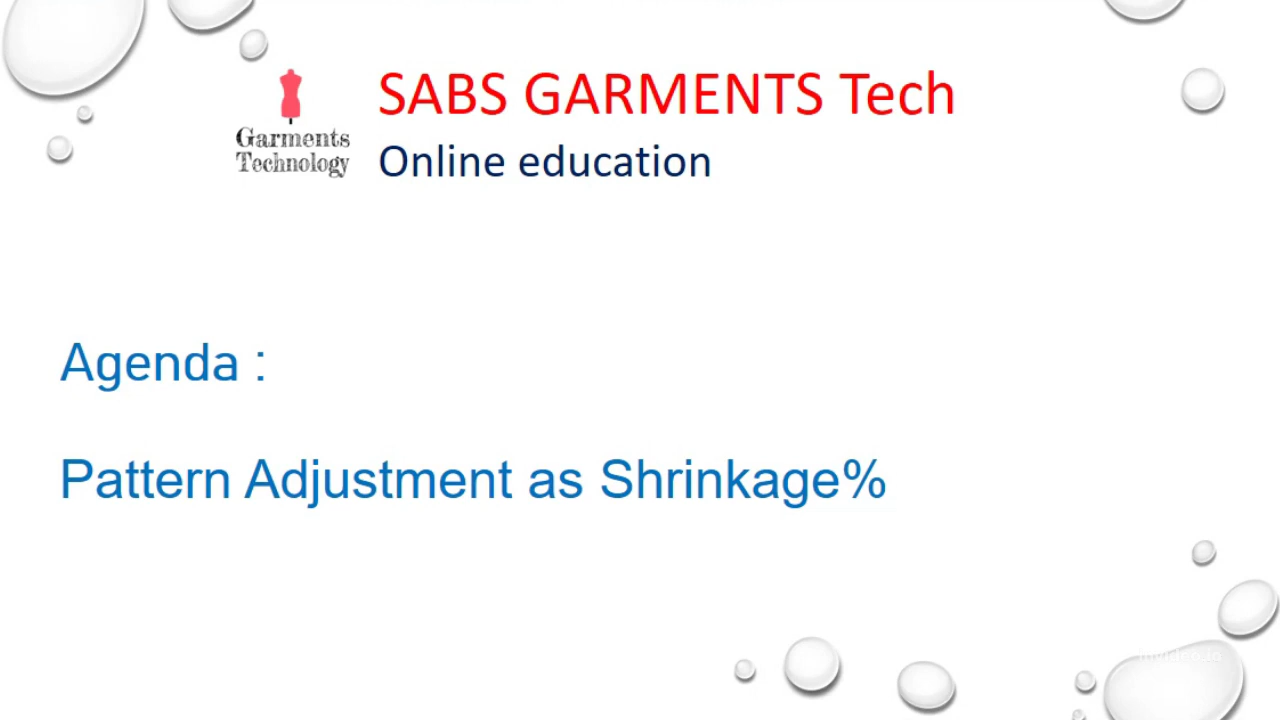 SABS GARMENTS Tech
Garments
Technology
Online education
Agenda :
Pattern Adjustment as Shrinkage%